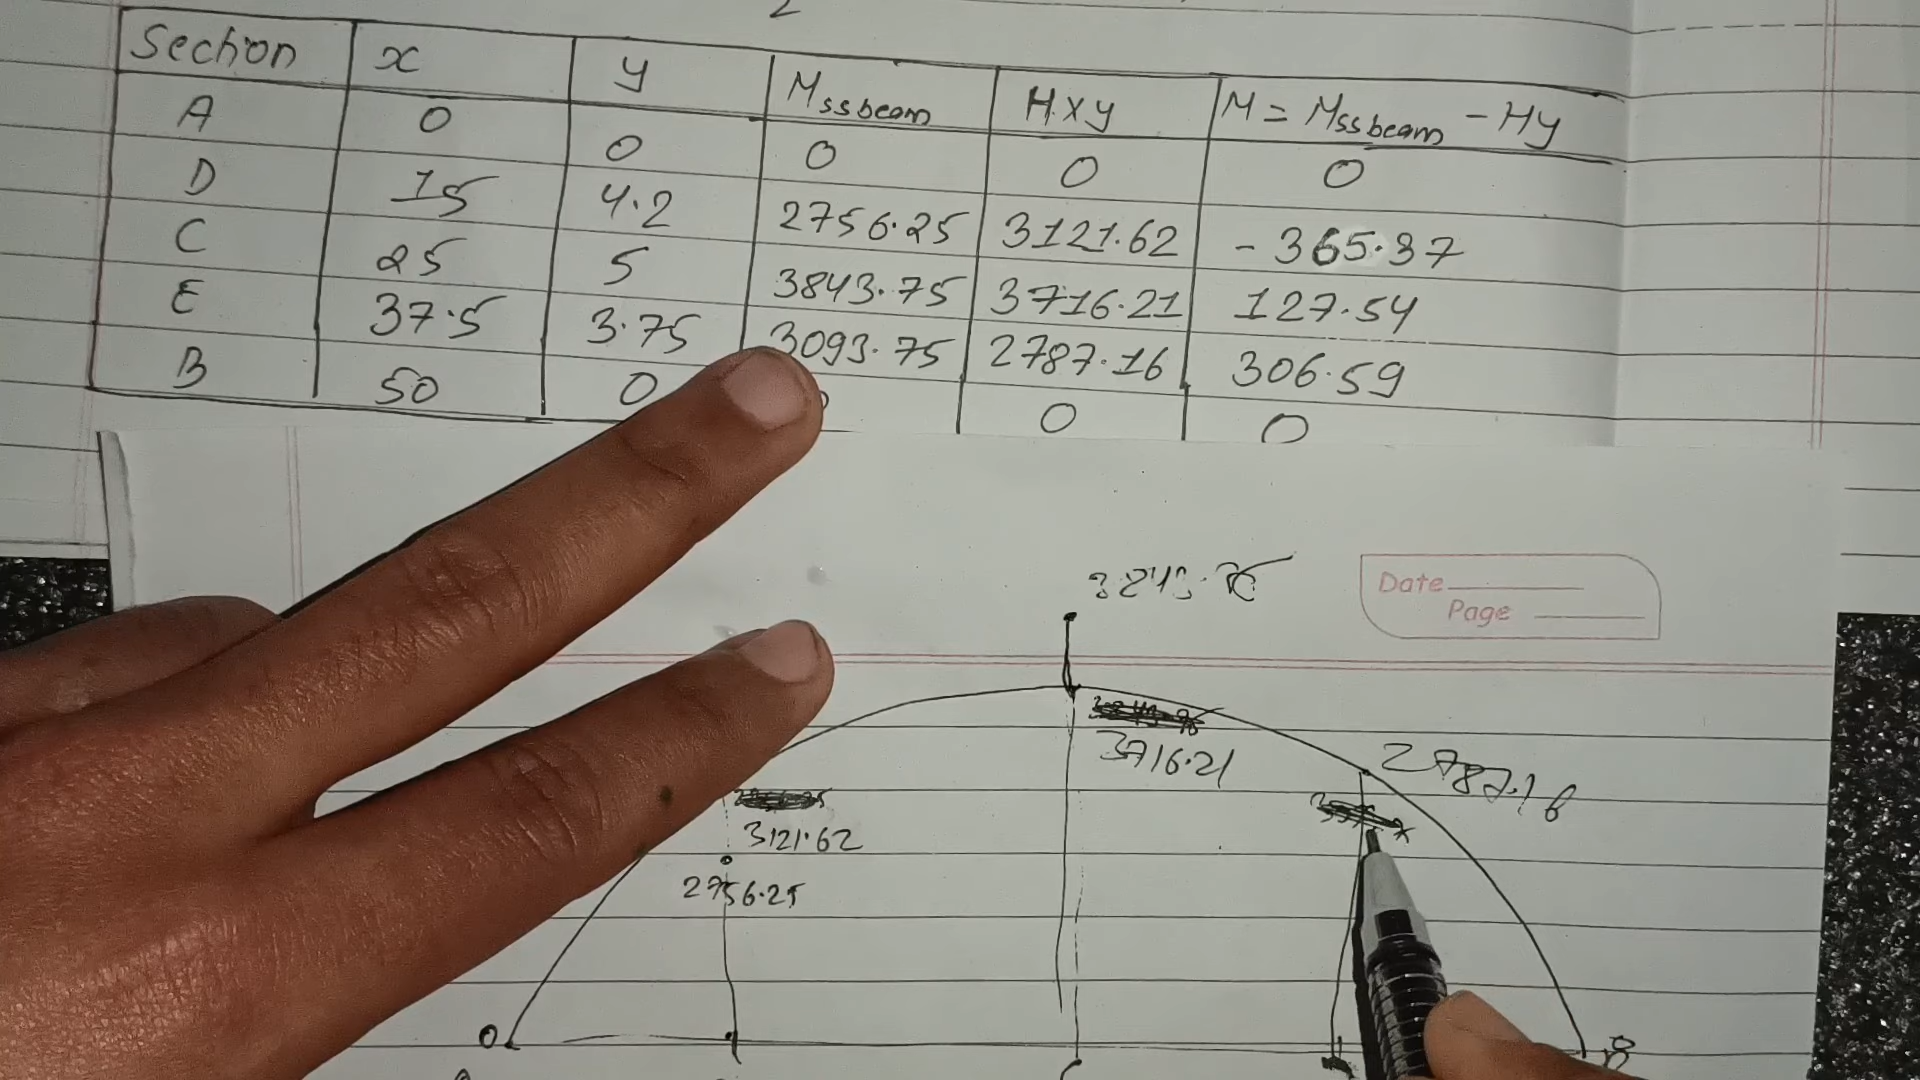 Section x y Mssbeam H×y M = Mssbeam - Hy
A 0 0 0 0 0
D 15 4.2 2756.25 3121.62 - 365.37
C 25 5 3843.75 3716.21 127.54
E 37.5 3.75 3093.75 2787.16 306.59
B 50 0 0 0
Date
Page
3716.21
2787.16
3121.62
2756.25
0
B